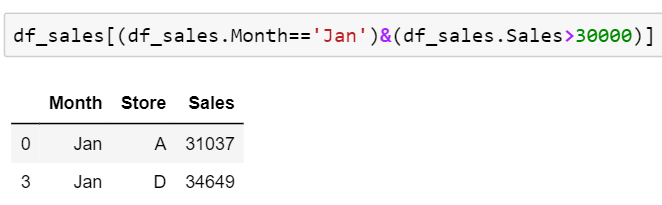 df_sales[(df_sales.Month=='Jan')&(df_sales.Sales>30000)]
Month Store Sales
0 Jan A 31037
3 Jan D 34649